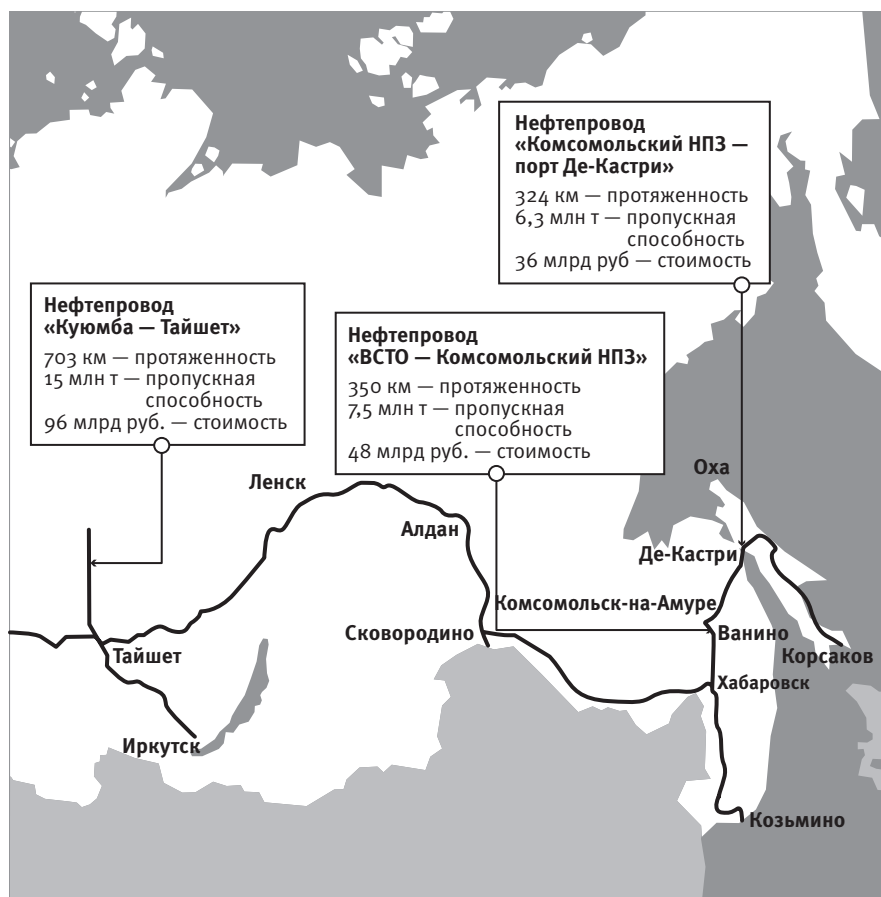 Нефтепровод
«Комсомольский НПЗ —
порт Де-Кастри»
324 км — протяженность
6,3 млн т — пропускная
способность
36 млрд руб — стоимость
Нефтепровод
«Куюмба — Тайшет»
703 км — протяженность
15 млн т — пропускная
способность
96 млрд руб. — стоимость
Нефтепровод
«ВСТО — Комсомольский НПЗ»
350 км — протяженность
7,5 млн т — пропускная
способность
48 млрд руб. — стоимость
Оха
Ленск
Алдан
Де-Кастри
Комсомольск-на-Амуре
Сковородино
Ванино
Тайшет
Корсаков
Хабаровск
Иркутск
Козьмино